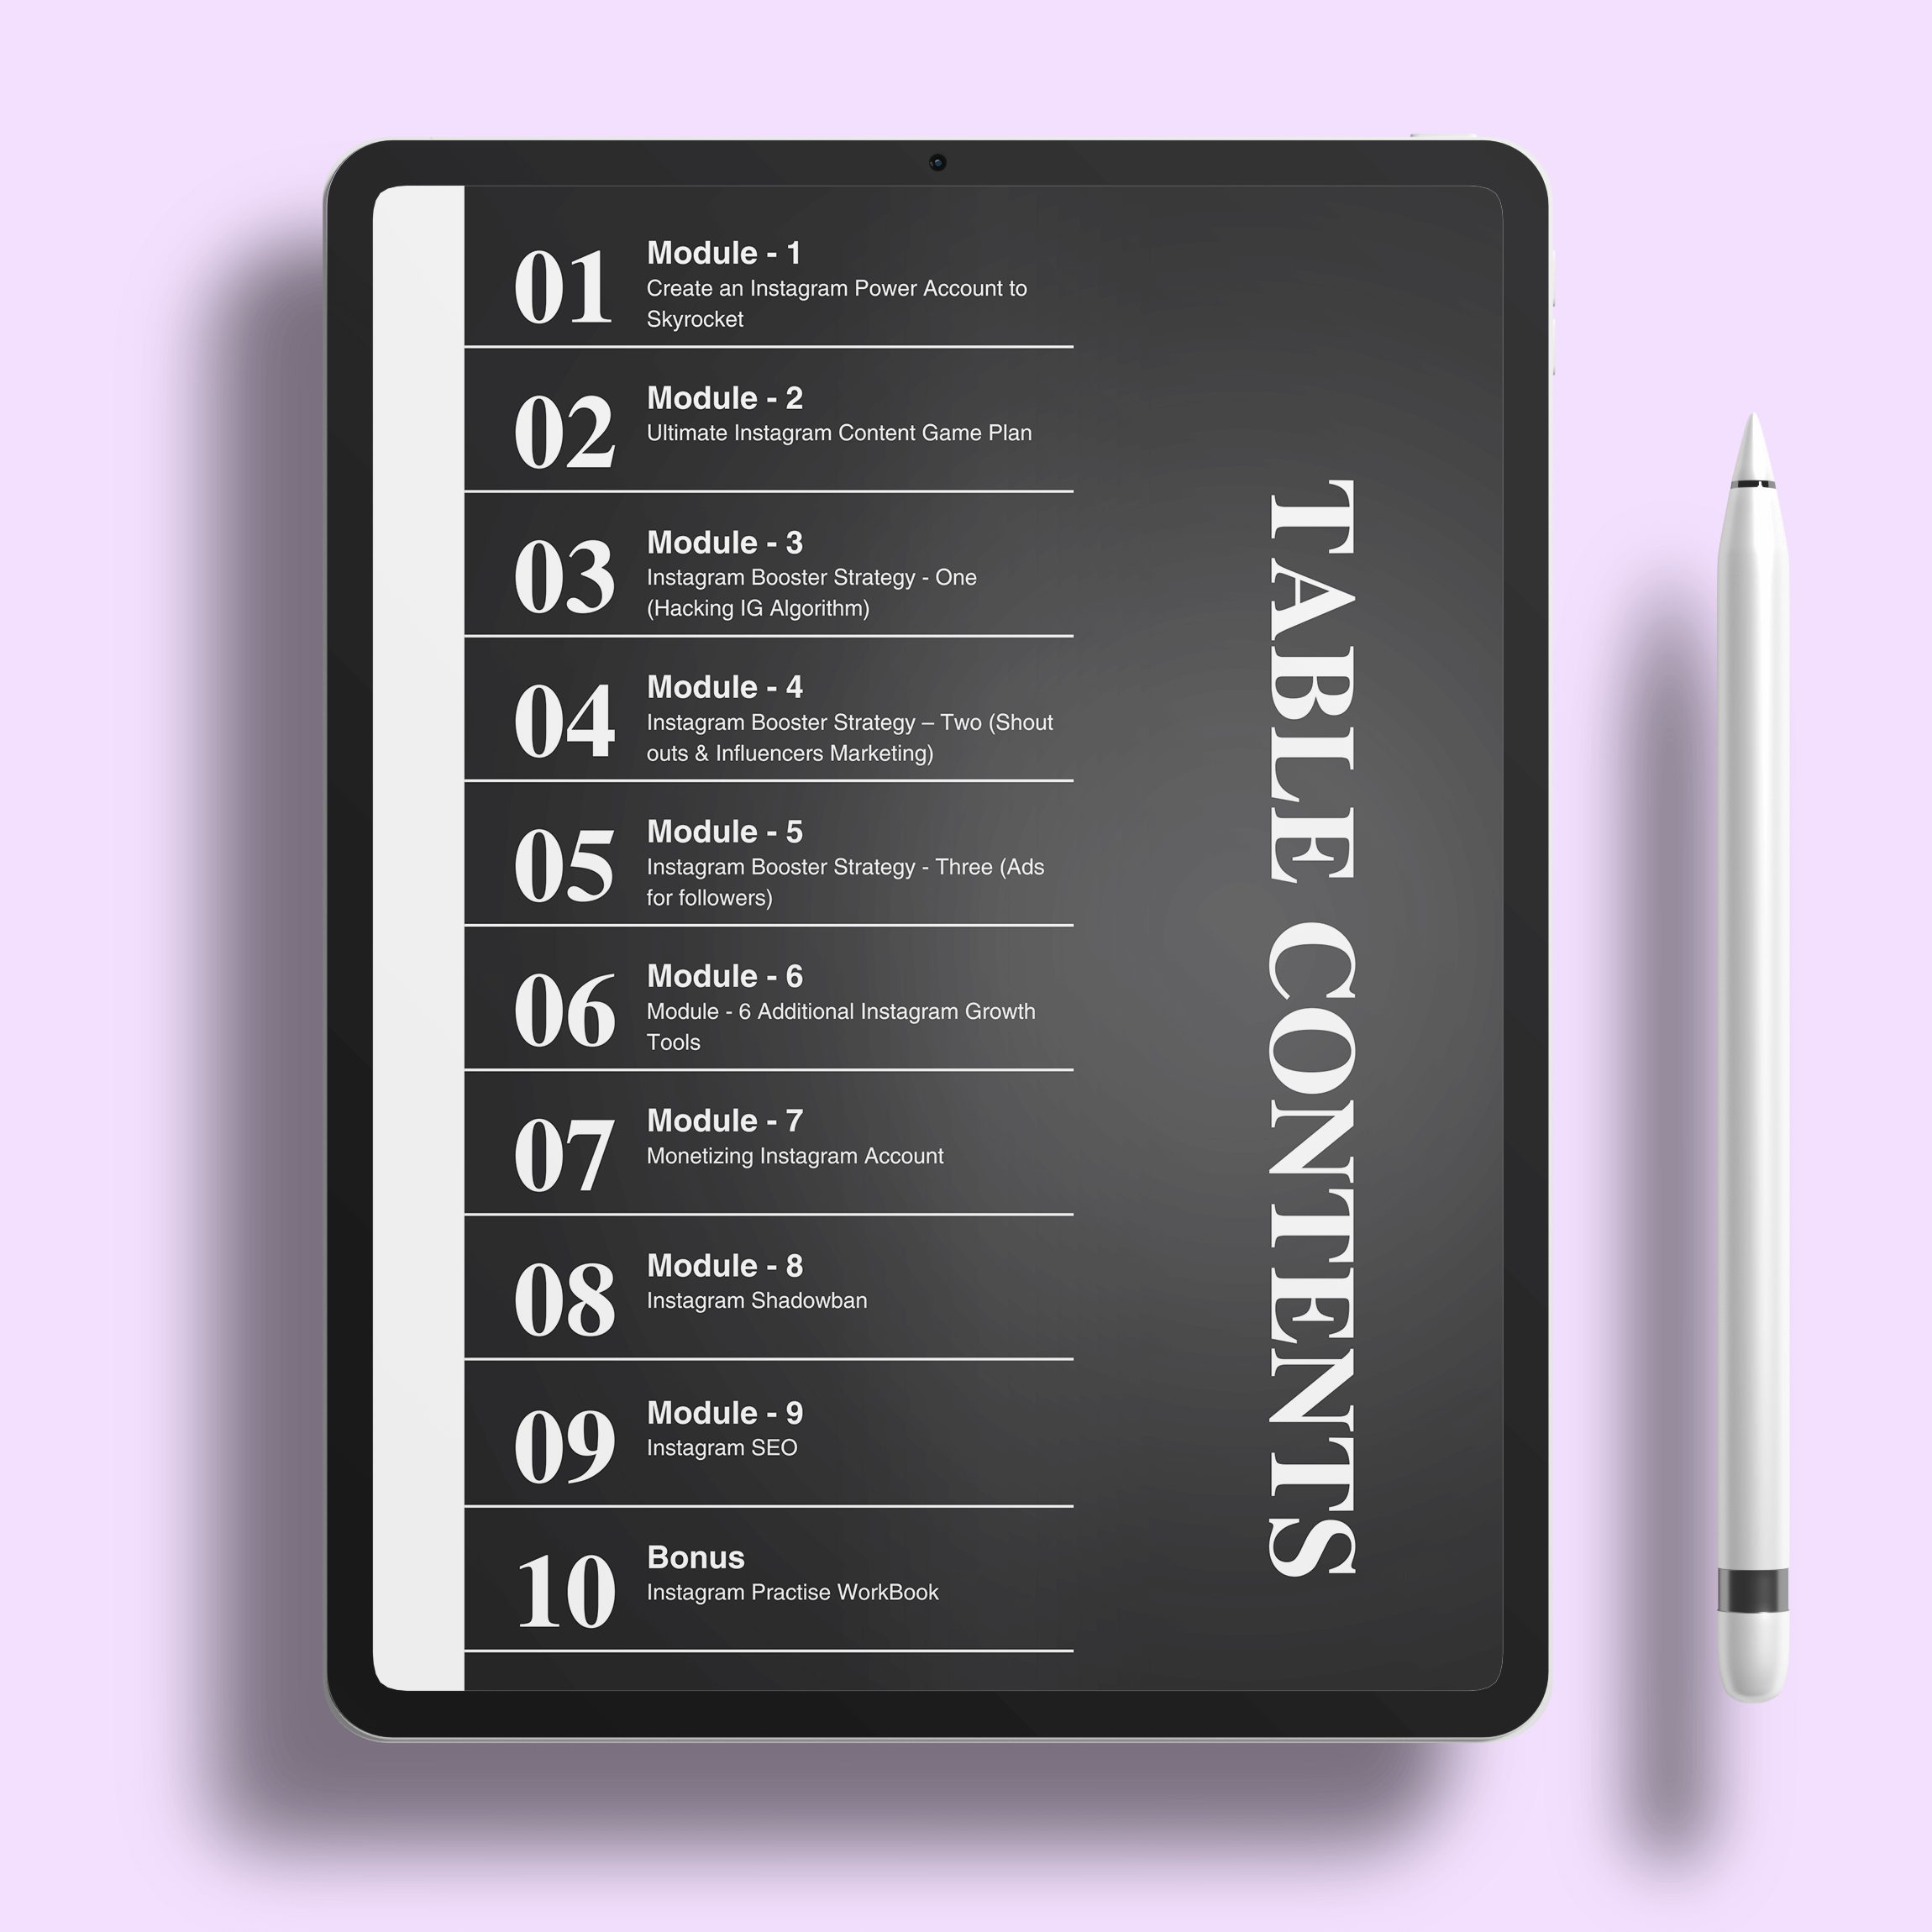 01
Module - 1
Create an Instagram Power Account to
Skyrocket
02
Module - 2
Ultimate Instagram Content Game Plan
03
Module - 3
Instagram Booster Strategy - One
(Hacking IG Algorithm)
04
Module - 4
Instagram Booster Strategy – Two (Shout
outs & Influencers Marketing)
05
Module - 5
Instagram Booster Strategy - Three (Ads
for followers)
06
Module - 6
Module - 6 Additional Instagram Growth
Tools
07
Module - 7
Monetizing Instagram Account
08
Module - 8
Instagram Shadowban
09
Module - 9
Instagram SEO
10
Bonus
Instagram Practise WorkBook
TABLE CONTENTS